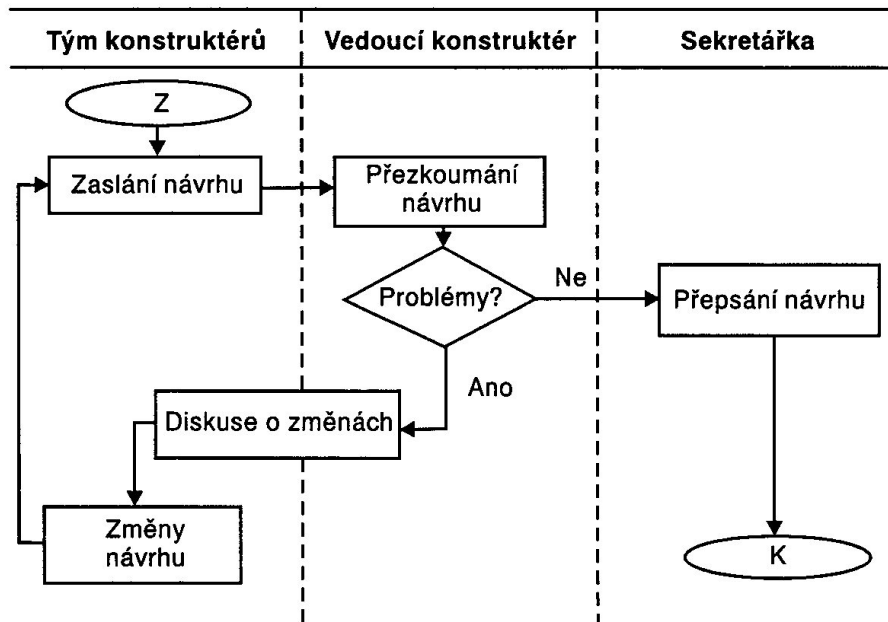 Tým konstruktérů
Vedoucí konstruktér
Sekretářka
Z
Zaslání návrhu
Přezkoumání
návrhu
Problémy?
Ne
Přepsání návrhu
Ano
Diskuse o změnách
Změny
návrhu
K